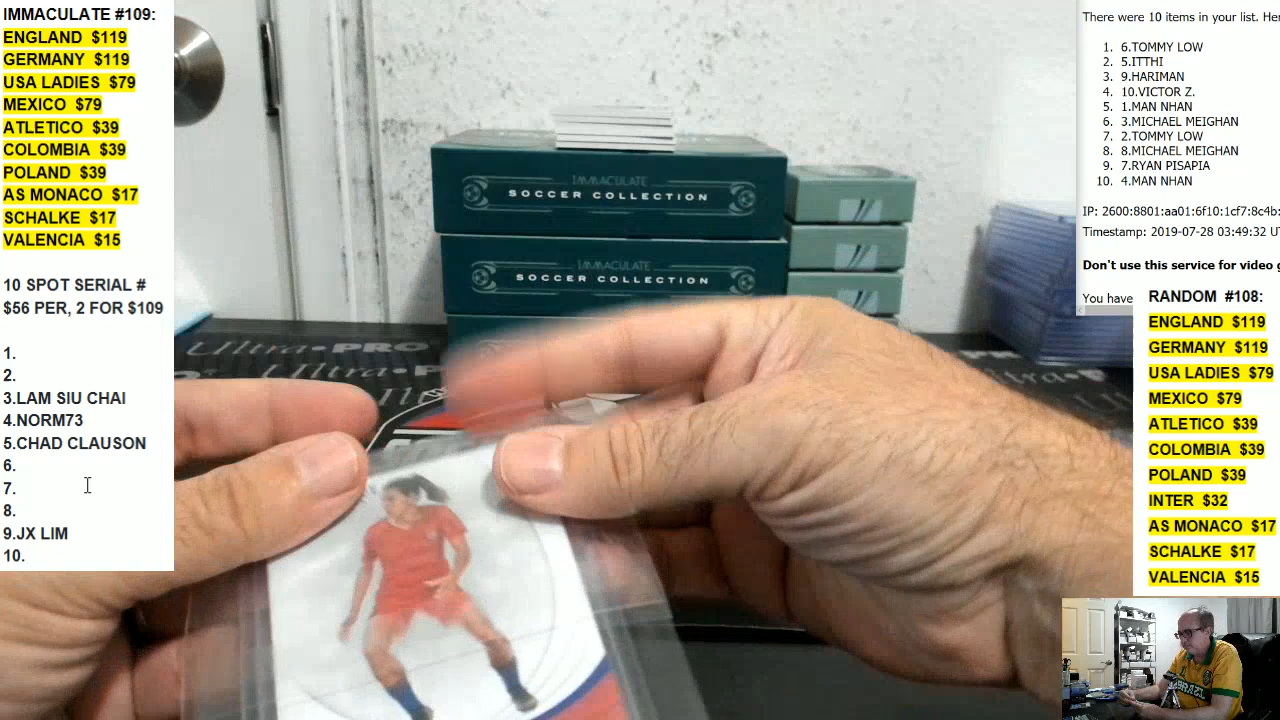 IMMACULATE #109:
ENGLAND $119
GERMANY $119
USA LADIES $79
MEXICO $79
ATLETICO $39
COLOMBIA $39
POLAND $39
AS MONACO $17
SCHALKE $17
VALENCIA $15
10 SPOT SERIAL #
$56 PER, 2 FOR $109
1.
2.
3.LAM SIU CHAI
4.NORM73
5.CHAD CLAUSON
6.
7.
8.
9.JX LIM
10.
IMMACULATE
SOCCER COLLECTION
IMMACULATE
SOCCER COLLECTION
Ultra•PRO
Ultra•PRO
There were 10 items in your list. Her
1. 6.TOMMY LOW
2. 5.ITTHI
3. 9.HARIMAN
4. 10.VICTOR Z.
5. 1.MAN NHAN
6. 3.MICHAEL MEIGHAN
7. 2.TOMMY LOW
8. 8.MICHAEL MEIGHAN
9. 7.RYAN PISAPIA
10. 4.MAN NHAN
IP: 2600:8801:aa01:6f10:1cf7:8c4b:
Timestamp: 2019-07-28 03:49:32 UT
Don't use this service for video g
You have
RANDOM #108:
ENGLAND $119
GERMANY $119
USA LADIES $79
MEXICO $79
ATLETICO $39
COLOMBIA $39
POLAND $39
INTER $32
AS MONACO $17
SCHALKE $17
VALENCIA $15